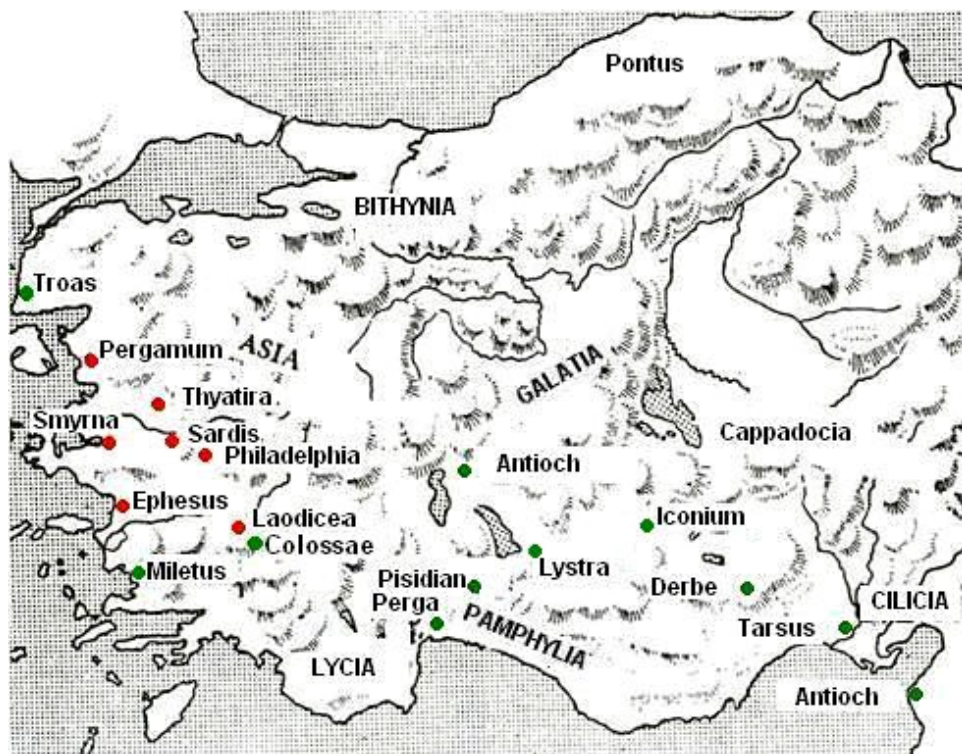 Pontus
BITHYNIA
Troas
Pergamum
ASIA
Thyatira
GALATIA
Smyrna
Sardis
Cappadocia
Philadelphia
Antioch
Ephesus
Laodicea
Iconium
Colossae
Lystra
Miletus
Pisidian
Derbe
Perga
CILICIA
PAMPHYLIA
Tarsus
LYCIA
Antioch